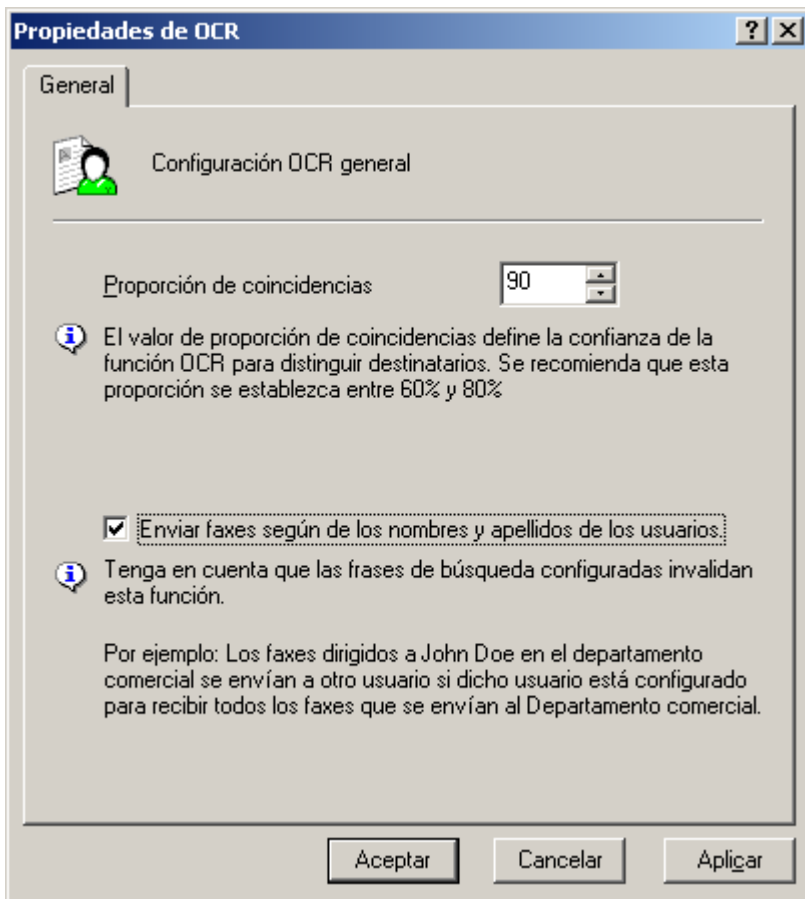 Propiedades de OCR
General
Configuración OCR general
Proporción de coincidencias
90
El valor de proporción de coincidencias define la confianza de la
función OCR para distinguir destinatarios. Se recomienda que esta
proporción se establezca entre 60% y 80%
Enviar faxes según de los nombres y apellidos de los usuarios.
Tenga en cuenta que las frases de búsqueda configuradas invalidan
esta función.
Por ejemplo: Los faxes dirigidos a John Doe en el departamento
comercial se envían a otro usuario si dicho usuario está configurado
para recibir todos los faxes que se envían al Departamento comercial.
Aceptar
Cancelar
Aplicar